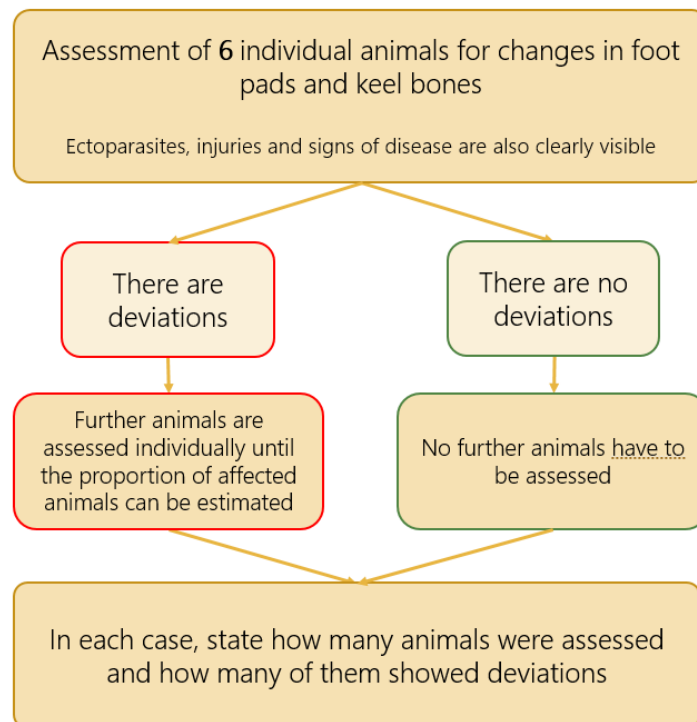 Assessment of 6 individual animals for changes in foot
pads and keel bones
Ectoparasites, injuries and signs of disease are also clearly visible
There are
deviations
There are no
deviations
Further animals are
assessed individually until
the proportion of affected
animals can be estimated
No further animals have to
be assessed
In each case, state how many animals were assessed
and how many of them showed deviations